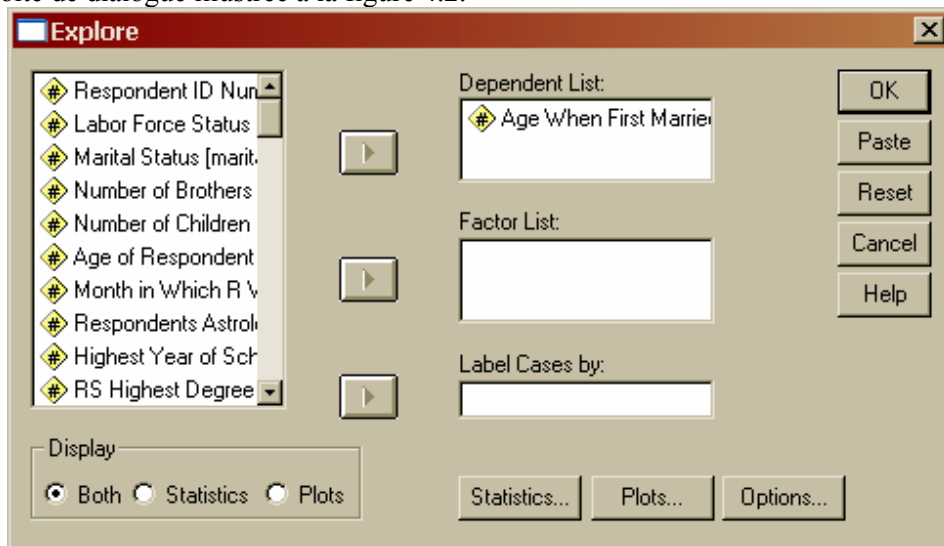 oîte de dialogue illustrée à la figure 4.2.
Explore
Respondent ID Num
Labor Force Status
Marital Status [marit
Number of Brothers
Number of Children
Age of Respondent
Month in Which R
Respondents Astrol
Highest Year of Sch
RS Highest Degree
Dependent List:
Age When First Married
Factor List:
Label Cases by:
OK
Paste
Reset
Cancel
Help
Display
Both
Statistics
Plots
Statistics...
Plots...
Options...